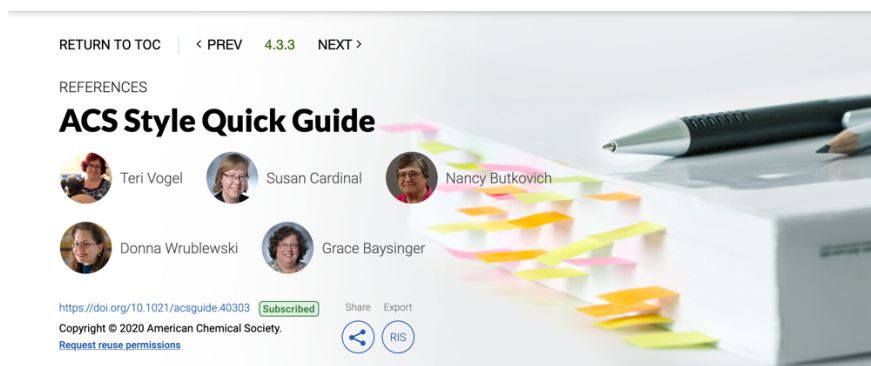 RETURN TO TOC < PREV 4.3.3 NEXT >
REFERENCES
ACS Style Quick Guide
Teri Vogel Susan Cardinal Nancy Butkovich
Donna Wrublewski Grace Baysinger
https://doi.org/10.1021/acsguide.40303 Subscribed Share Export
Copyright © 2020 American Chemical Society.
Request reuse permissions RIS